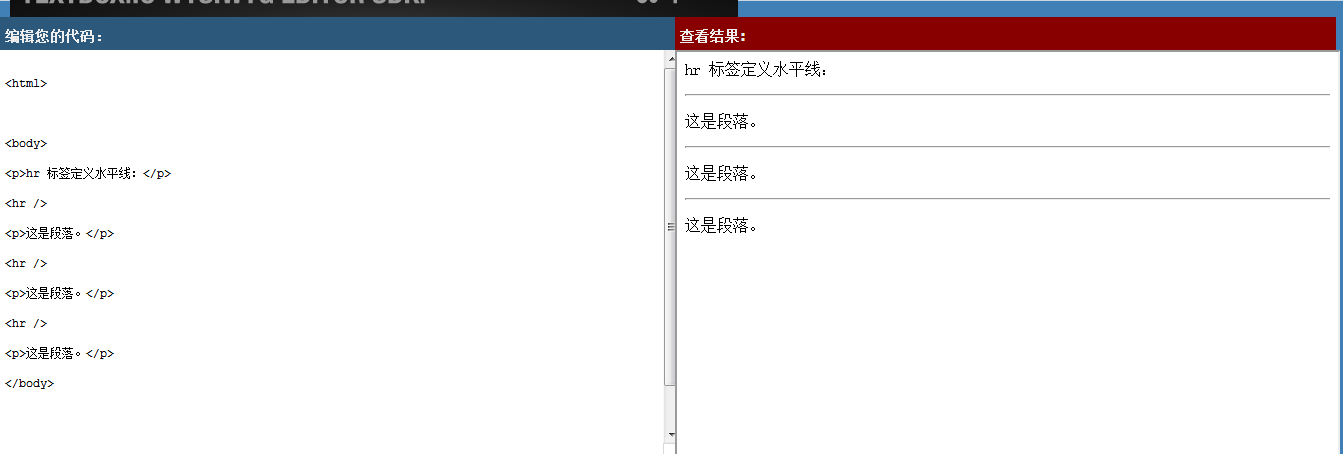 编辑您的代码：
<html>
<body>
<p>hr 标签定义水平线：</p>
<hr />
<p>这是段落。</p>
<hr />
<p>这是段落。</p>
<hr />
<p>这是段落。</p>
</body>
查看结果:
hr 标签定义水平线：
这是段落。
这是段落。
这是段落。